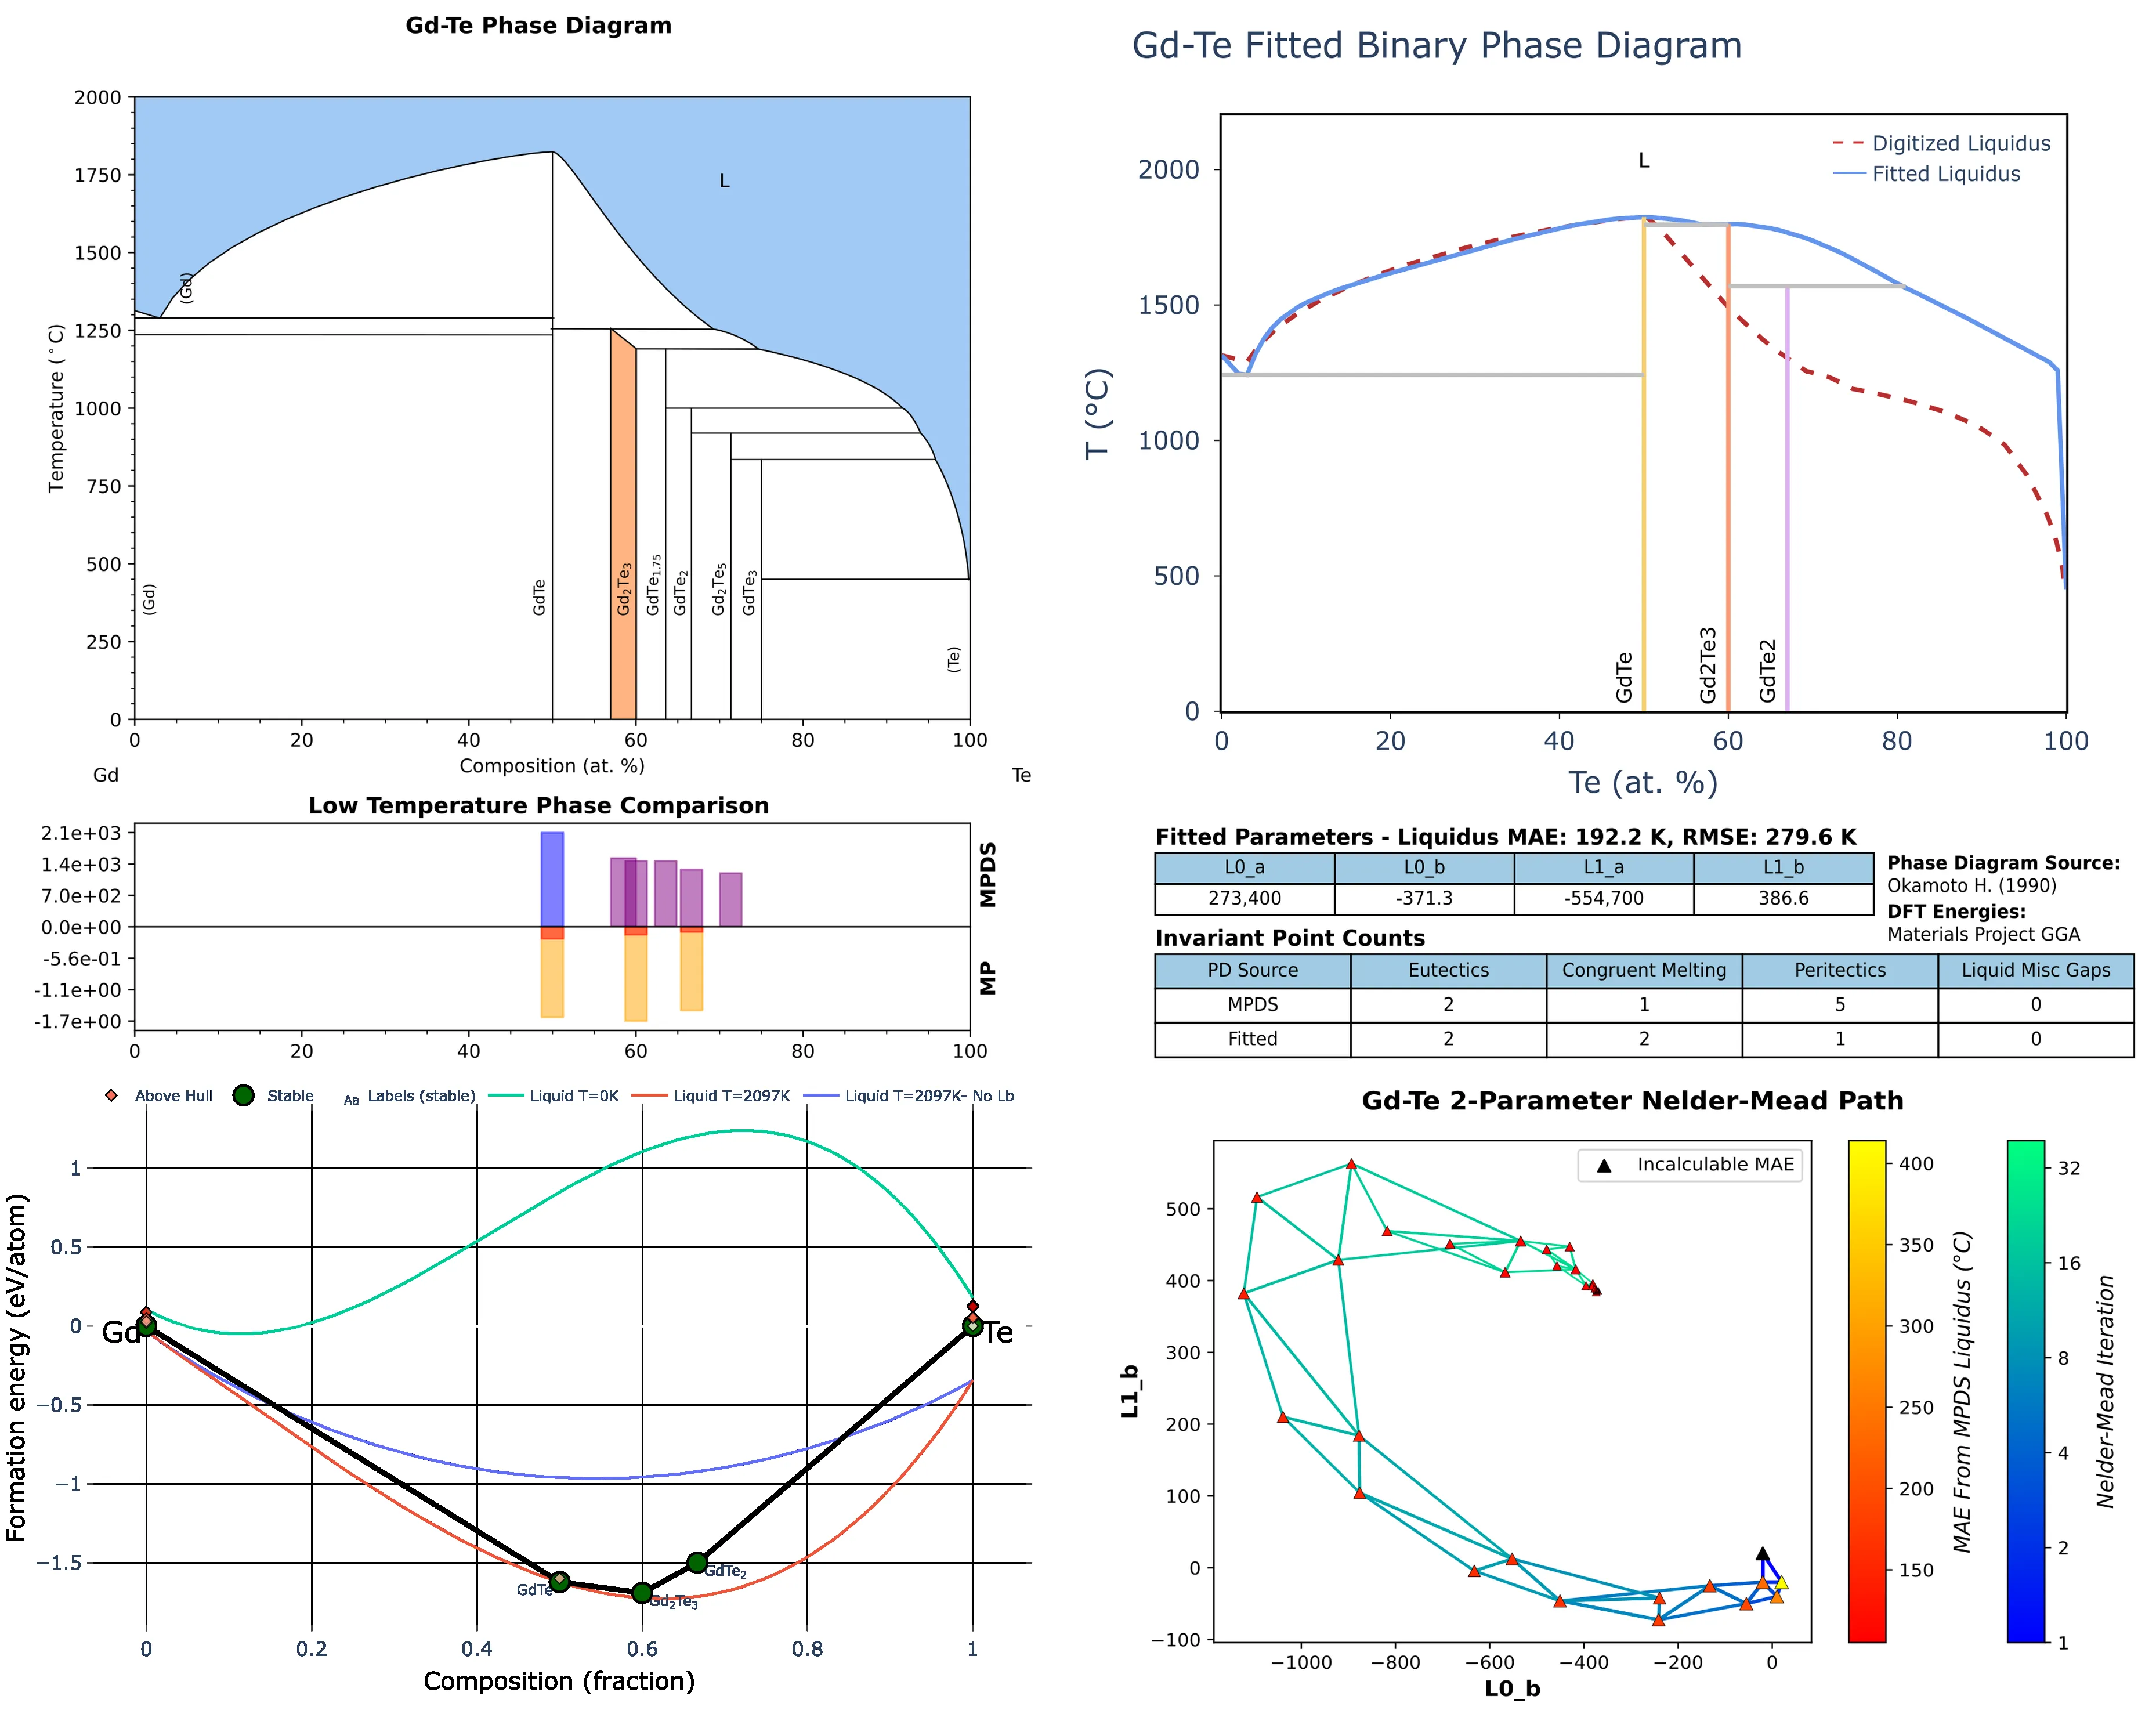 Gd-Te Phase Diagram
2000
1750
1500
1250
1000
750
500
250
0
Temperature (°C)
L
(Gd)
(Gd)
GdTe
Gd2Te3
GdTe1.75
GdTe2
Gd2Te5
GdTe3
(Te)
0 20 40 60 80 100
Composition (at. %)
Gd Te
Gd-Te Fitted Binary Phase Diagram
Digitized Liquidus
Fitted Liquidus
L
2000
1500
1000
500
0
T (°C)
GdTe
Gd2Te3
GdTe2
0 20 40 60 80 100
Te (at. %)
Low Temperature Phase Comparison
2.1e+03
1.4e+03
7.0e+02
0.0e+00
-5.6e-01
-1.1e+00
-1.7e+00
MPDS
MP
0 20 40 60 80 100
Fitted Parameters - Liquidus MAE: 192.2 K, RMSE: 279.6 K
L0_a L0_b L1_a L1_b
273,400 -371.3 -554,700 386.6
Phase Diagram Source:
Okamoto H. (1990)
DFT Energies:
Materials Project GGA
Invariant Point Counts
PD Source Eutectics Congruent Melting Peritectics Liquid Misc Gaps
MPDS 2 1 5 0
Fitted 2 2 1 0
Above Hull Stable Aa Labels (stable) Liquid T=0K Liquid T=2097K Liquid T=2097K- No Lb
1
0.5
0
−0.5
−1
−1.5
Formation energy (eV/atom)
Gd
Te
GdTe
Gd2Te3
GdTe2
0 0.2 0.4 0.6 0.8 1
Composition (fraction)
Gd-Te 2-Parameter Nelder-Mead Path
Incalculable MAE
500
400
300
200
100
0
−100
L1_b
−1000 −800 −600 −400 −200 0
L0_b
400
350
300
250
200
150
MAE From MPDS Liquidus (°C)
32
16
8
4
2
1
Nelder-Mead Iteration